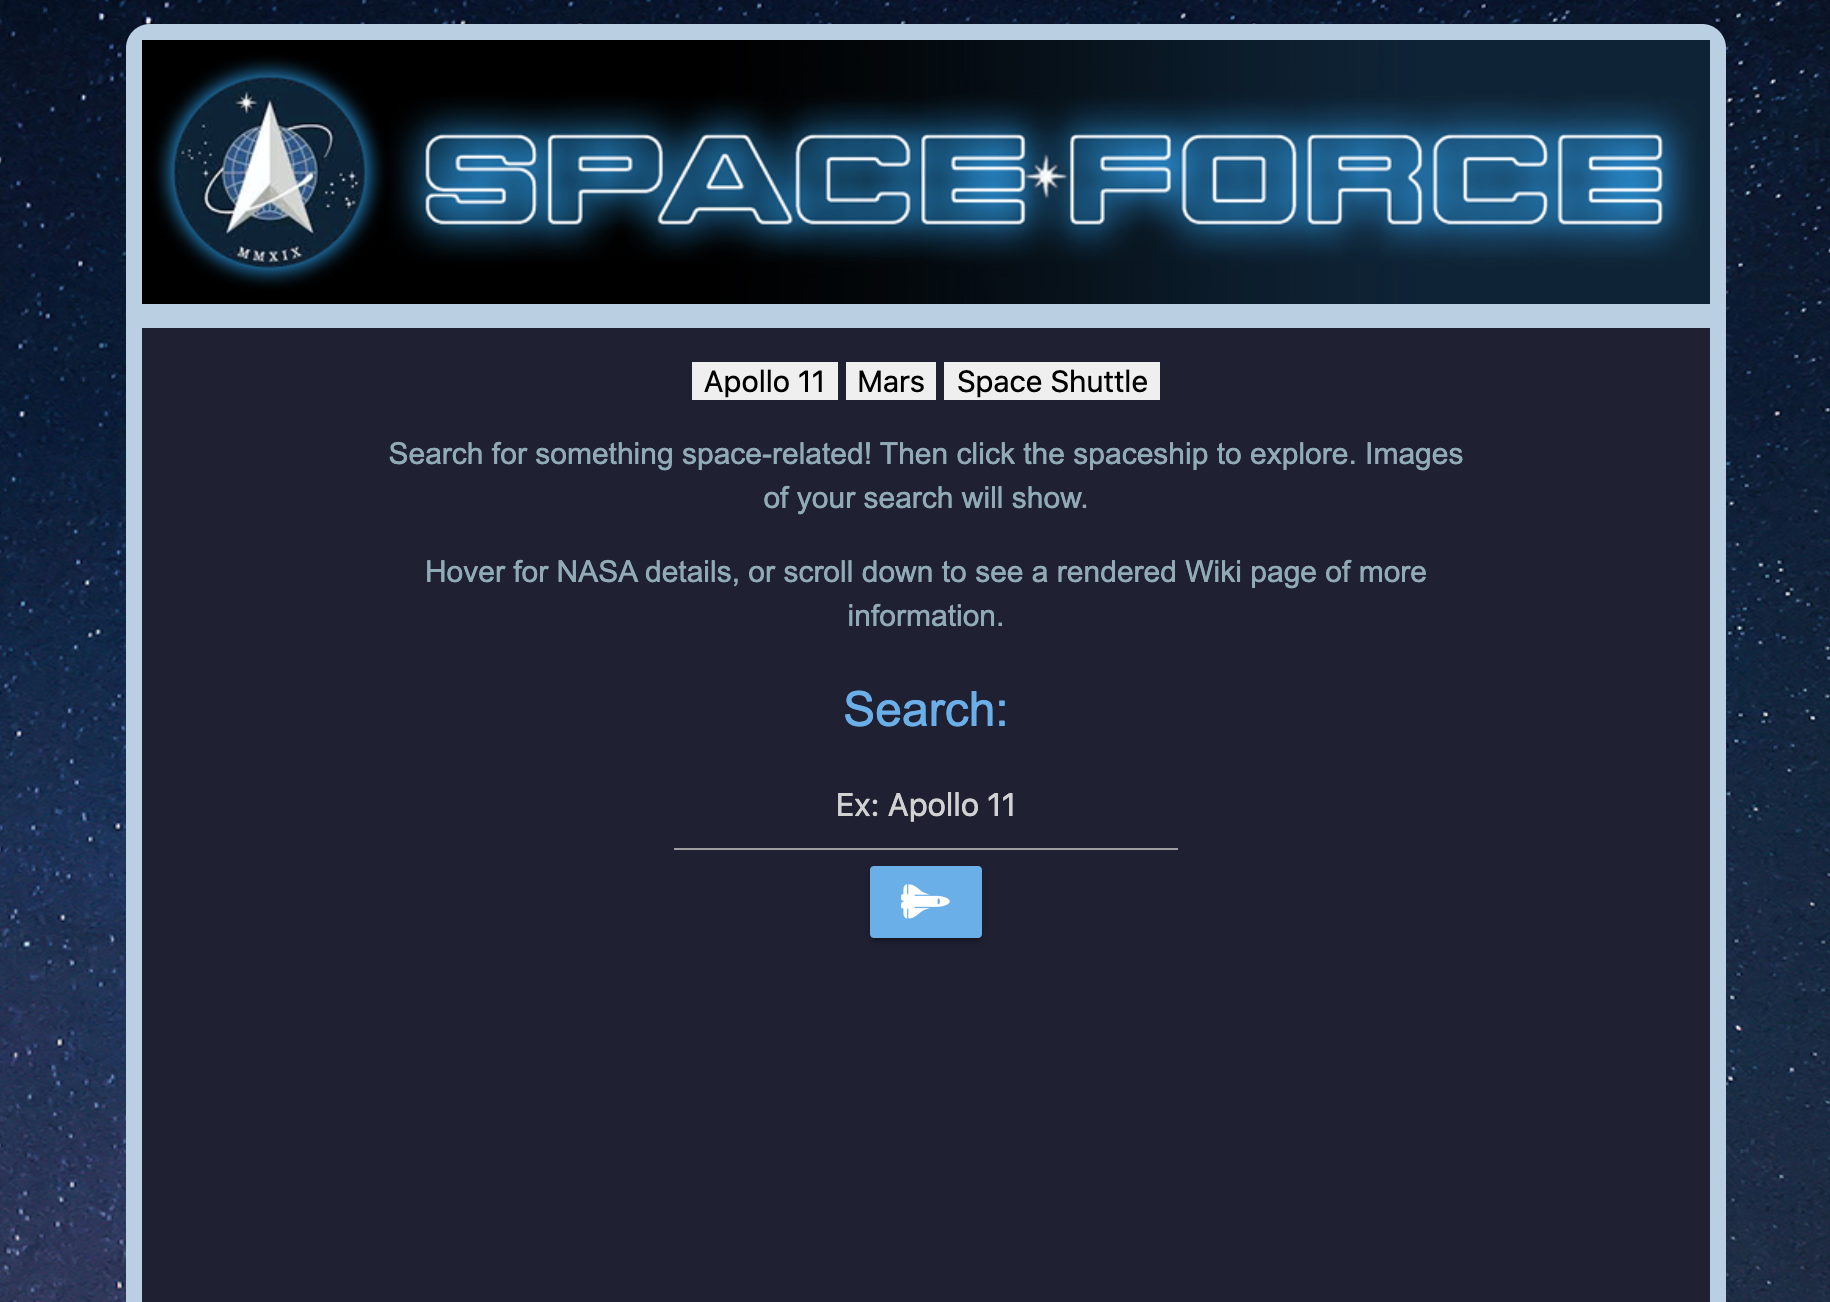 SPACE FORCE
MMXIX
Apollo 11 Mars Space Shuttle
Search for something space-related! Then click the spaceship to explore. Images
of your search will show.
Hover for NASA details, or scroll down to see a rendered Wiki page of more
information.
Search:
Ex: Apollo 11